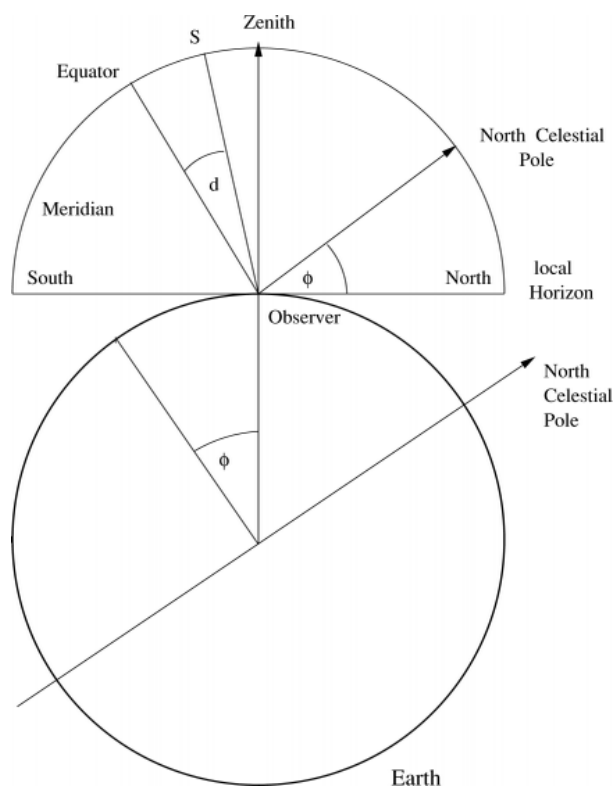 Zenith
S
Equator
North Celestial
Pole
d
Meridian
South
ϕ
North
local
Horizon
Observer
North
Celestial
Pole
ϕ
Earth